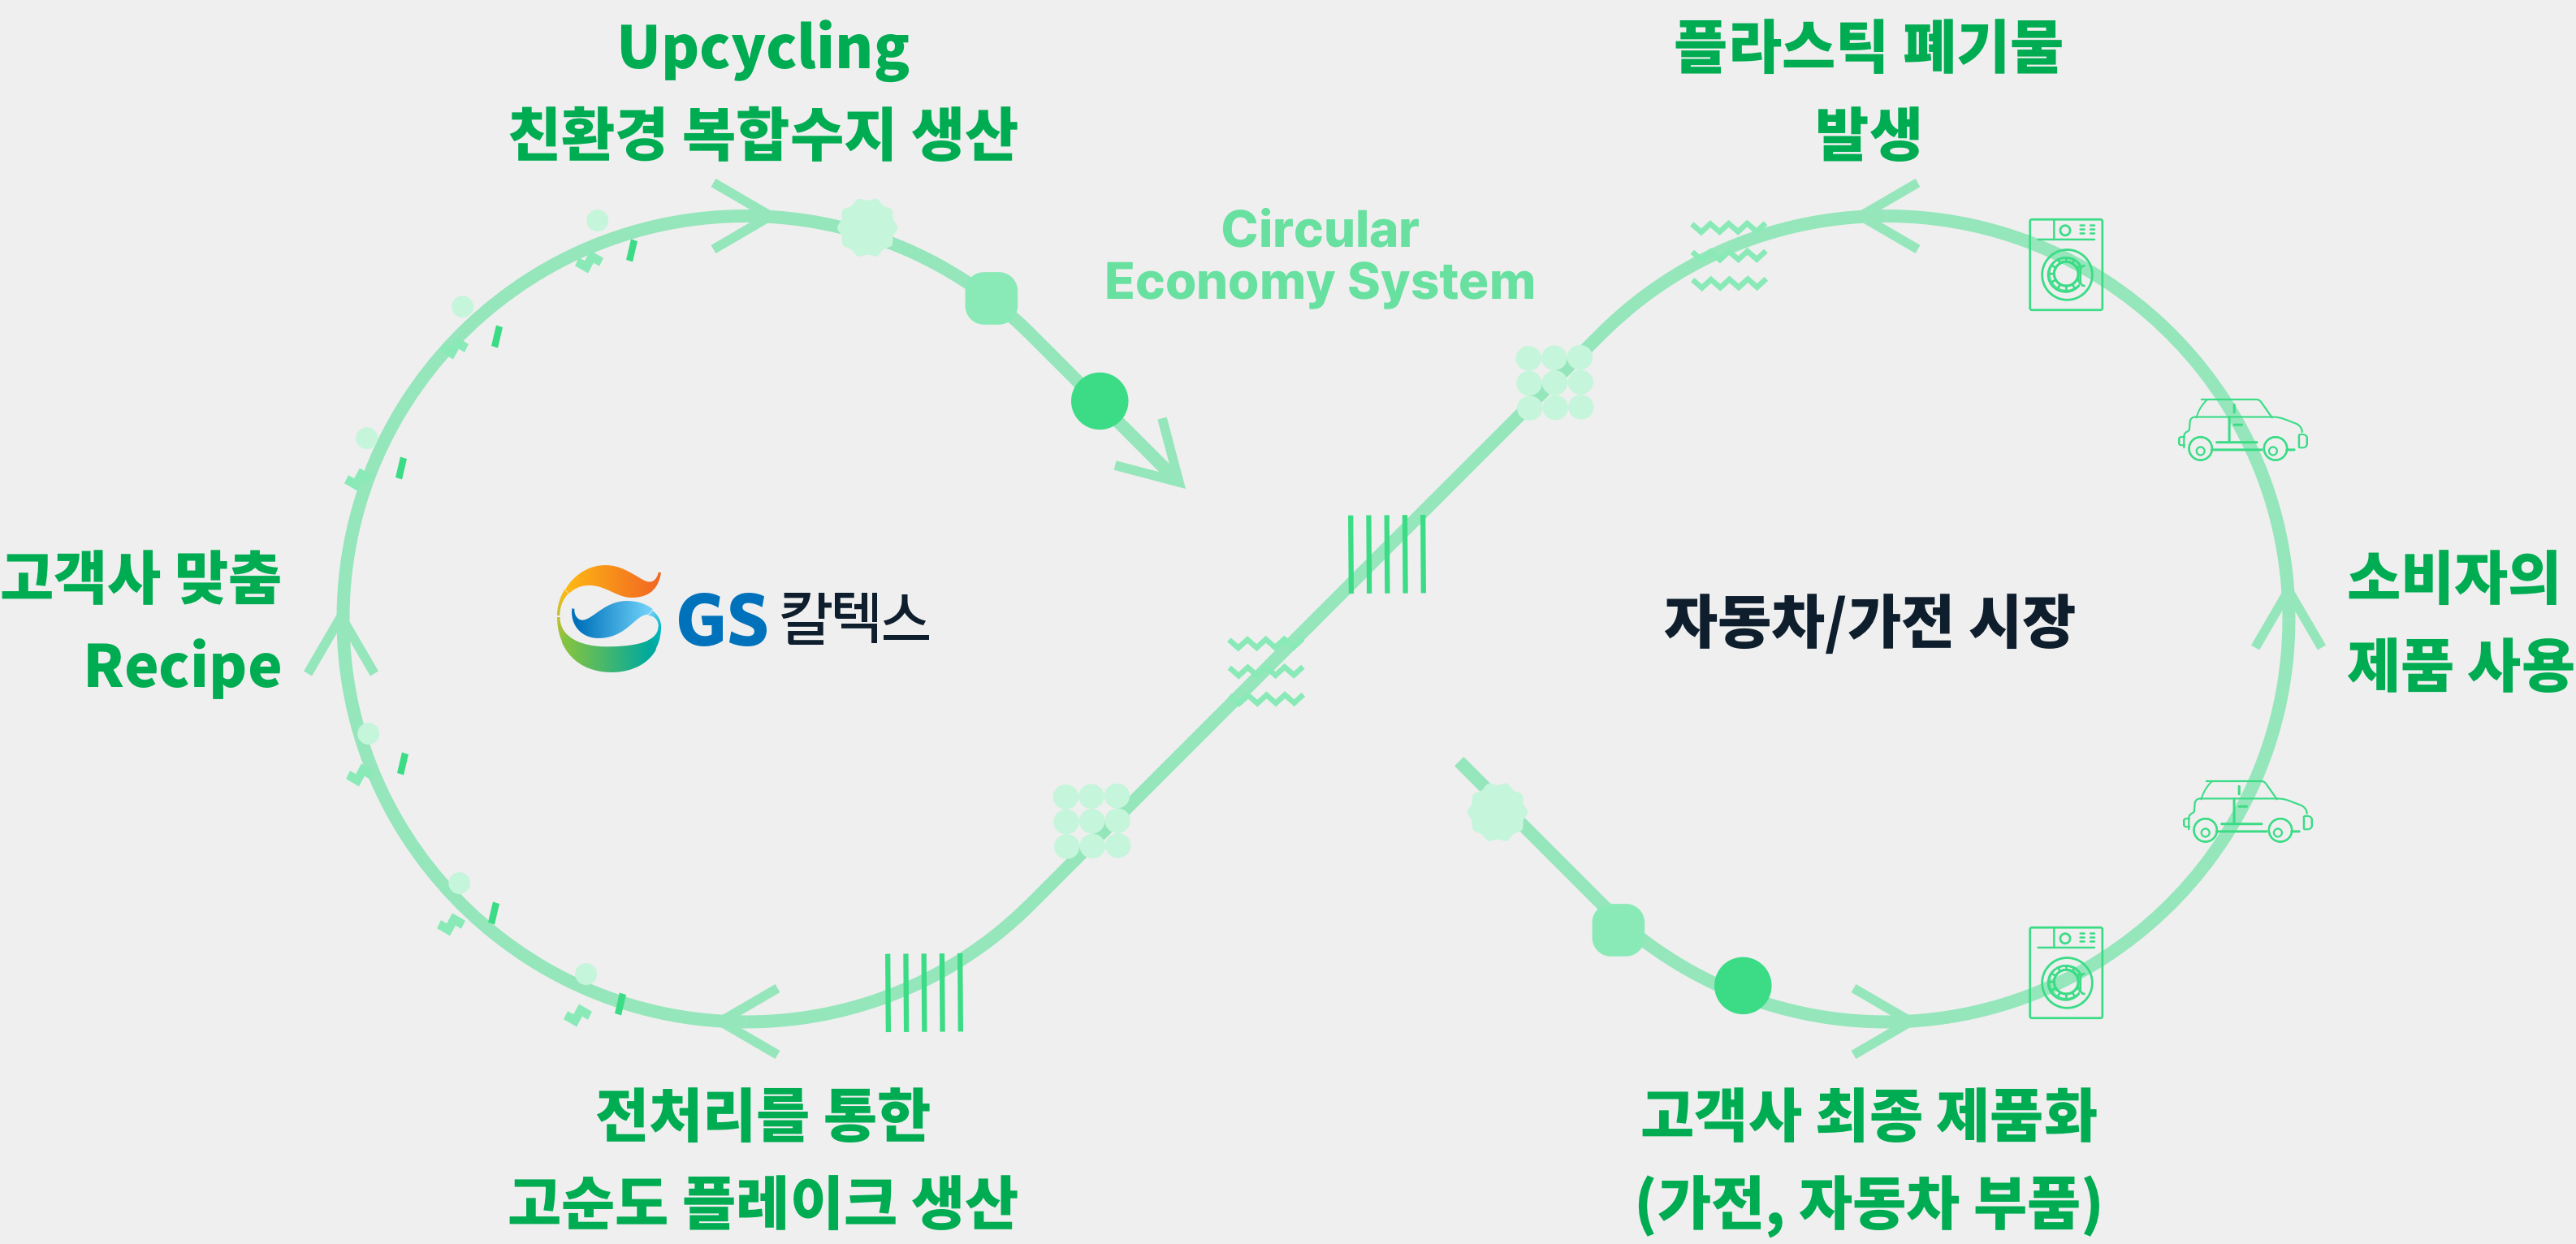 Upcycling
친환경 복합수지 생산
플라스틱 폐기물
발생
Circular
Economy System
고객사 맞춤
Recipe
GS 칼텍스
자동차/가전 시장
소비자의
제품 사용
전처리를 통한
고순도 플레이크 생산
고객사 최종 제품화
(가전, 자동차 부품)